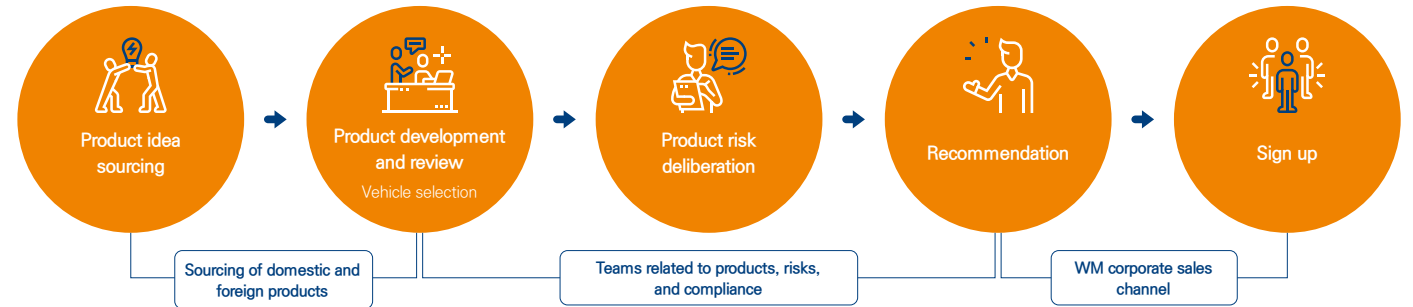 Product idea
sourcing
Product development
and review
Vehicle selection
Product risk
deliberation
Recommendation
Sign up
Sourcing of domestic and
foreign products
Teams related to products, risks,
and compliance
WM corporate sales
channel